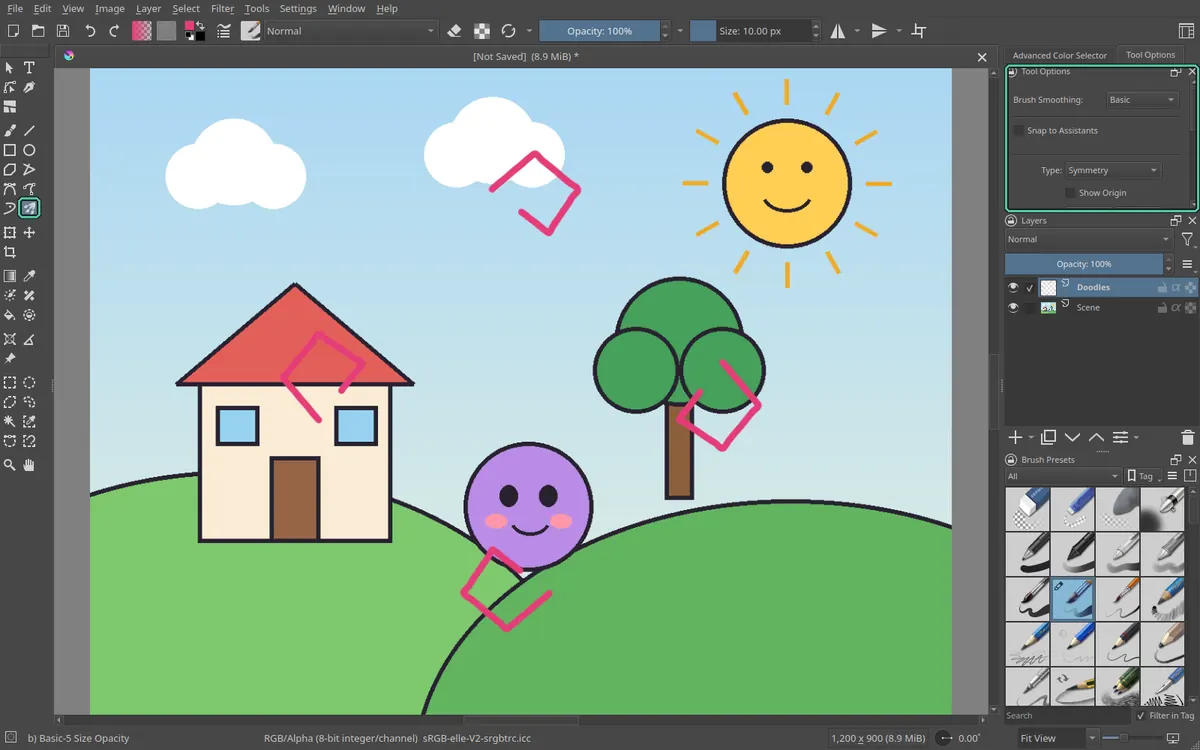 File Edit View Image Layer Select Filter Tools Settings Window Help
Normal Opacity: 100% Size: 10.00 px
[Not Saved] (8.9 MiB) *
Advanced Color Selector Tool Options
Tool Options
Brush Smoothing: Basic
Snap to Assistants
Type: Symmetry
Show Origin
Layers
Normal
Opacity: 100%
Doodles
Scene
Brush Presets
All Tag
Search Filter in Tag
b) Basic-5 Size Opacity RGB/Alpha (8-bit integer/channel) sRGB-elle-V2-srgbtrc.icc 1,200 x 900 (8.9 MiB) 0.00° Fit View